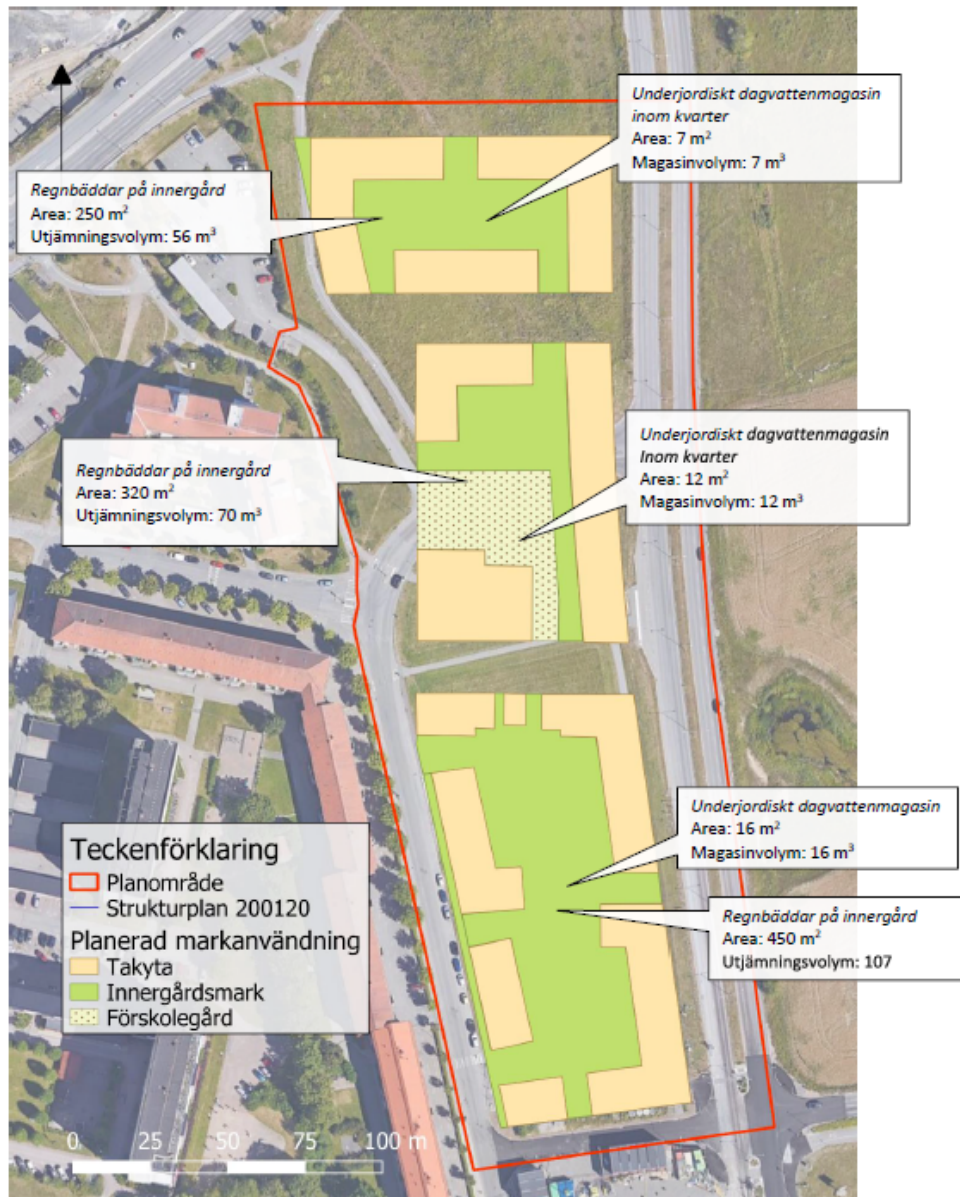 Underjordiskt dagvattenmagasin
inom kvarter
Area: 7 m²
Magasinvolym: 7 m³
Regnbäddar på innergård
Area: 250 m²
Utjämningsvolym: 56 m³
Underjordiskt dagvattenmagasin
Inom kvarter
Area: 12 m²
Magasinvolym: 12 m³
Regnbäddar på innergård
Area: 320 m²
Utjämningsvolym: 70 m³
Underjordiskt dagvattenmagasin
Area: 16 m²
Magasinvolym: 16 m³
Regnbäddar på innergård
Area: 450 m²
Utjämningsvolym: 107
Teckenförklaring
Planområde
Strukturplan 200120
Planerad markanvändning
Takyta
Innergårdsmark
Förskolegård
0 25 50 75 100 m